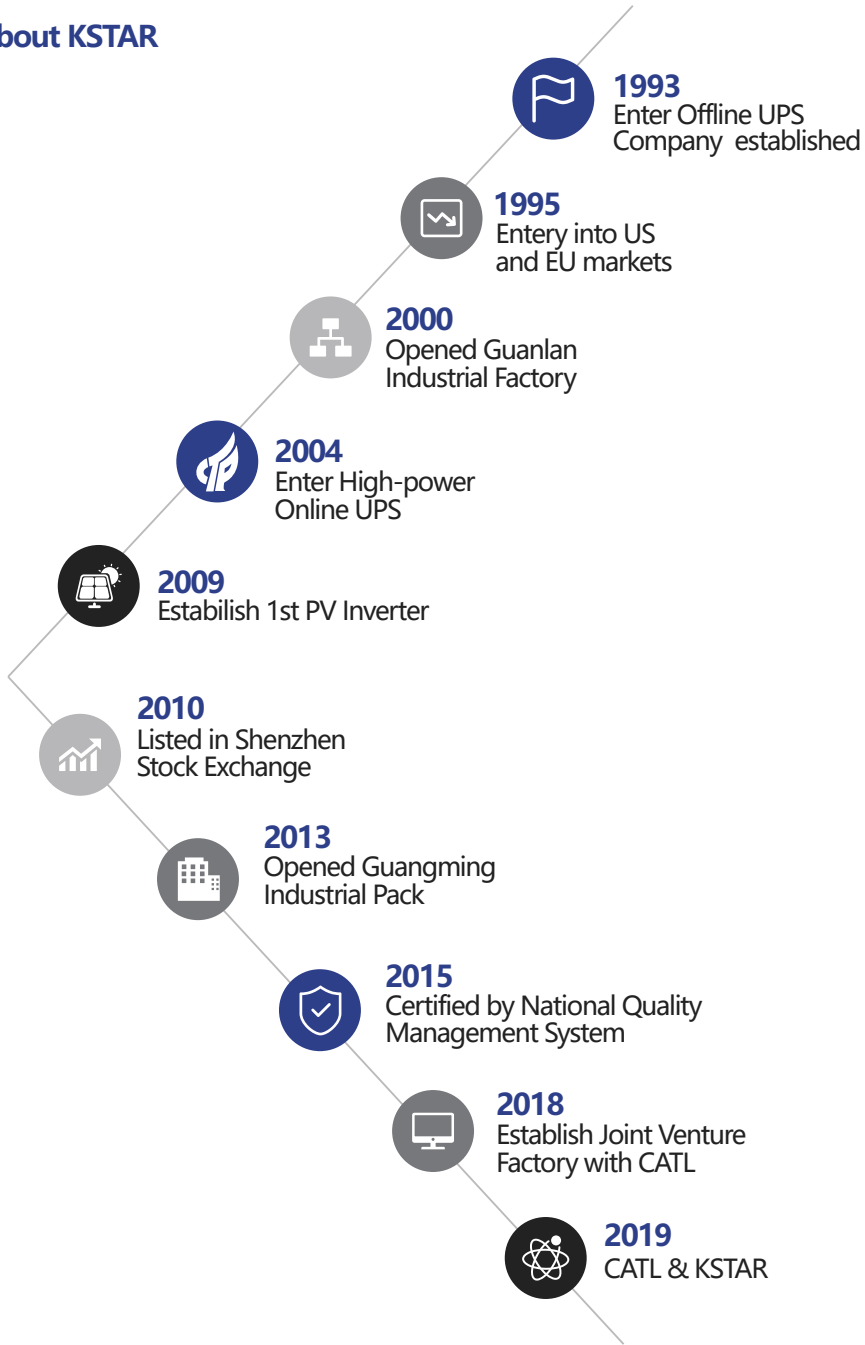 bout KSTAR
1993
Enter Offline UPS
Company established
1995
Entery into US
and EU markets
2000
Opened Guanlan
Industrial Factory
2004
Enter High-power
Online UPS
2009
Estabilish 1st PV Inverter
2010
Listed in Shenzhen
Stock Exchange
2013
Opened Guangming
Industrial Pack
2015
Certified by National Quality
Management System
2018
Establish Joint Venture
Factory with CATL
2019
CATL & KSTAR